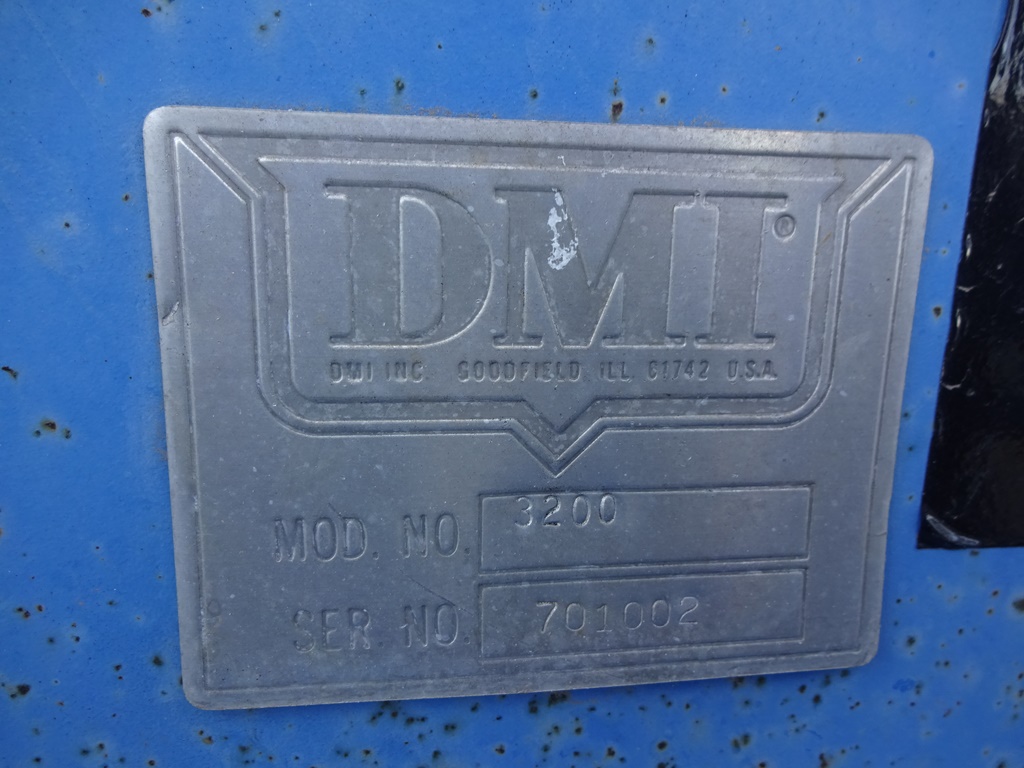 DMI®
DMI INC. GOODFIELD, ILL. 61742 U.S.A.
MOD. NO. 3200
SER. NO. 701002